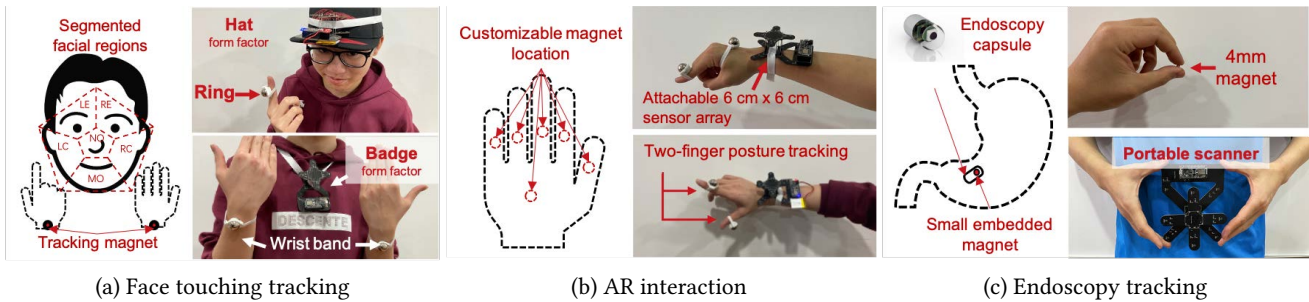 Segmented
facial regions
LE RE
NO
LC RC
MO
Tracking magnet
Hat
form factor
Ring
Badge
form factor
DESCENTE
Wrist band
(a) Face touching tracking
Customizable magnet
location
Attachable 6 cm x 6 cm
sensor array
Two-finger posture tracking
(b) AR interaction
Endoscopy
capsule
Small embedded
magnet
4mm
magnet
Portable scanner
(c) Endoscopy tracking